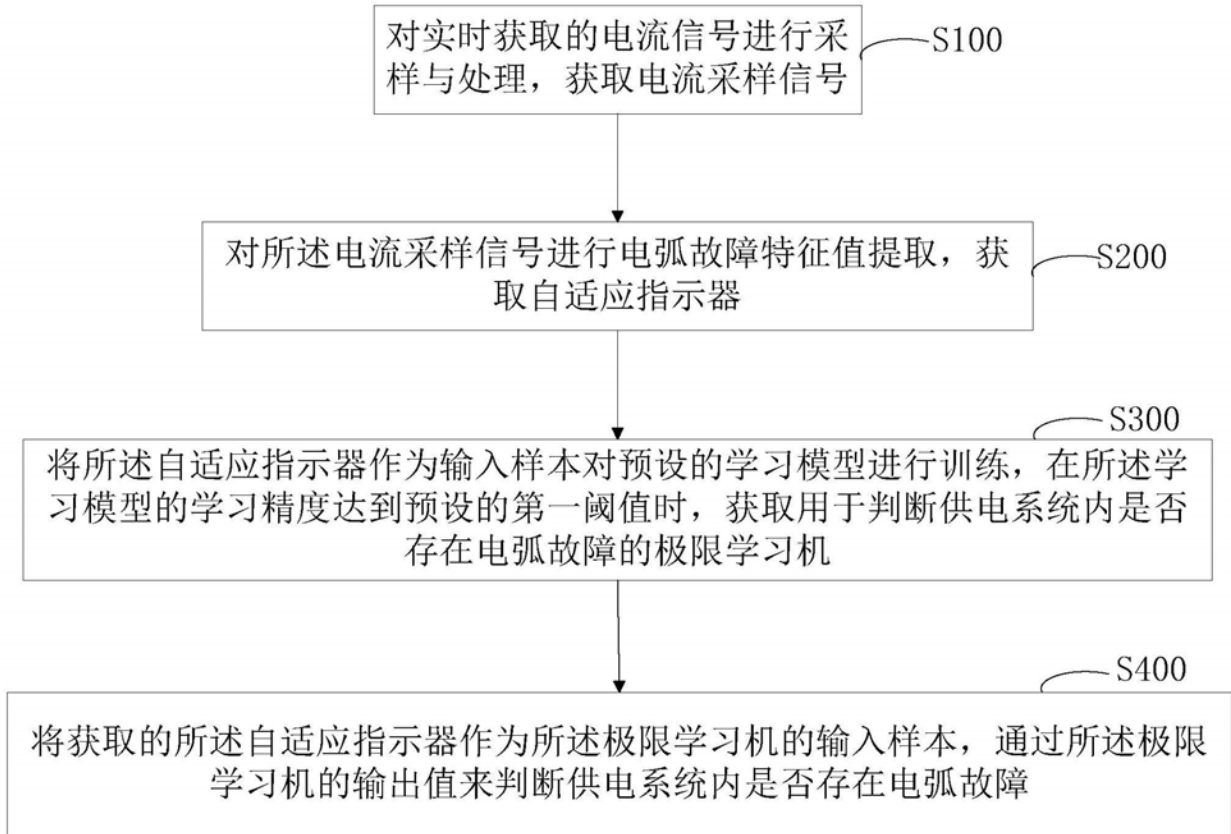 对实时获取的电流信号进行采
样与处理，获取电流采样信号
S100
对所述电流采样信号进行电弧故障特征值提取，获
取自适应指示器
S200
S300
将所述自适应指示器作为输入样本对预设的学习模型进行训练，在所述学
习模型的学习精度达到预设的第一阈值时，获取用于判断供电系统内是否
存在电弧故障的极限学习机
S400
将获取的所述自适应指示器作为所述极限学习机的输入样本，通过所述极限
学习机的输出值来判断供电系统内是否存在电弧故障